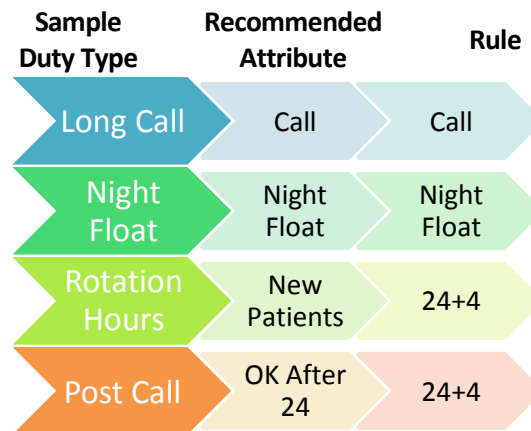 Sample
Duty Type
Recommended
Attribute
Rule
Long Call
Call
Call
Night
Float
Night
Float
Night
Float
Rotation
Hours
New
Patients
24+4
Post Call
OK After
24
24+4